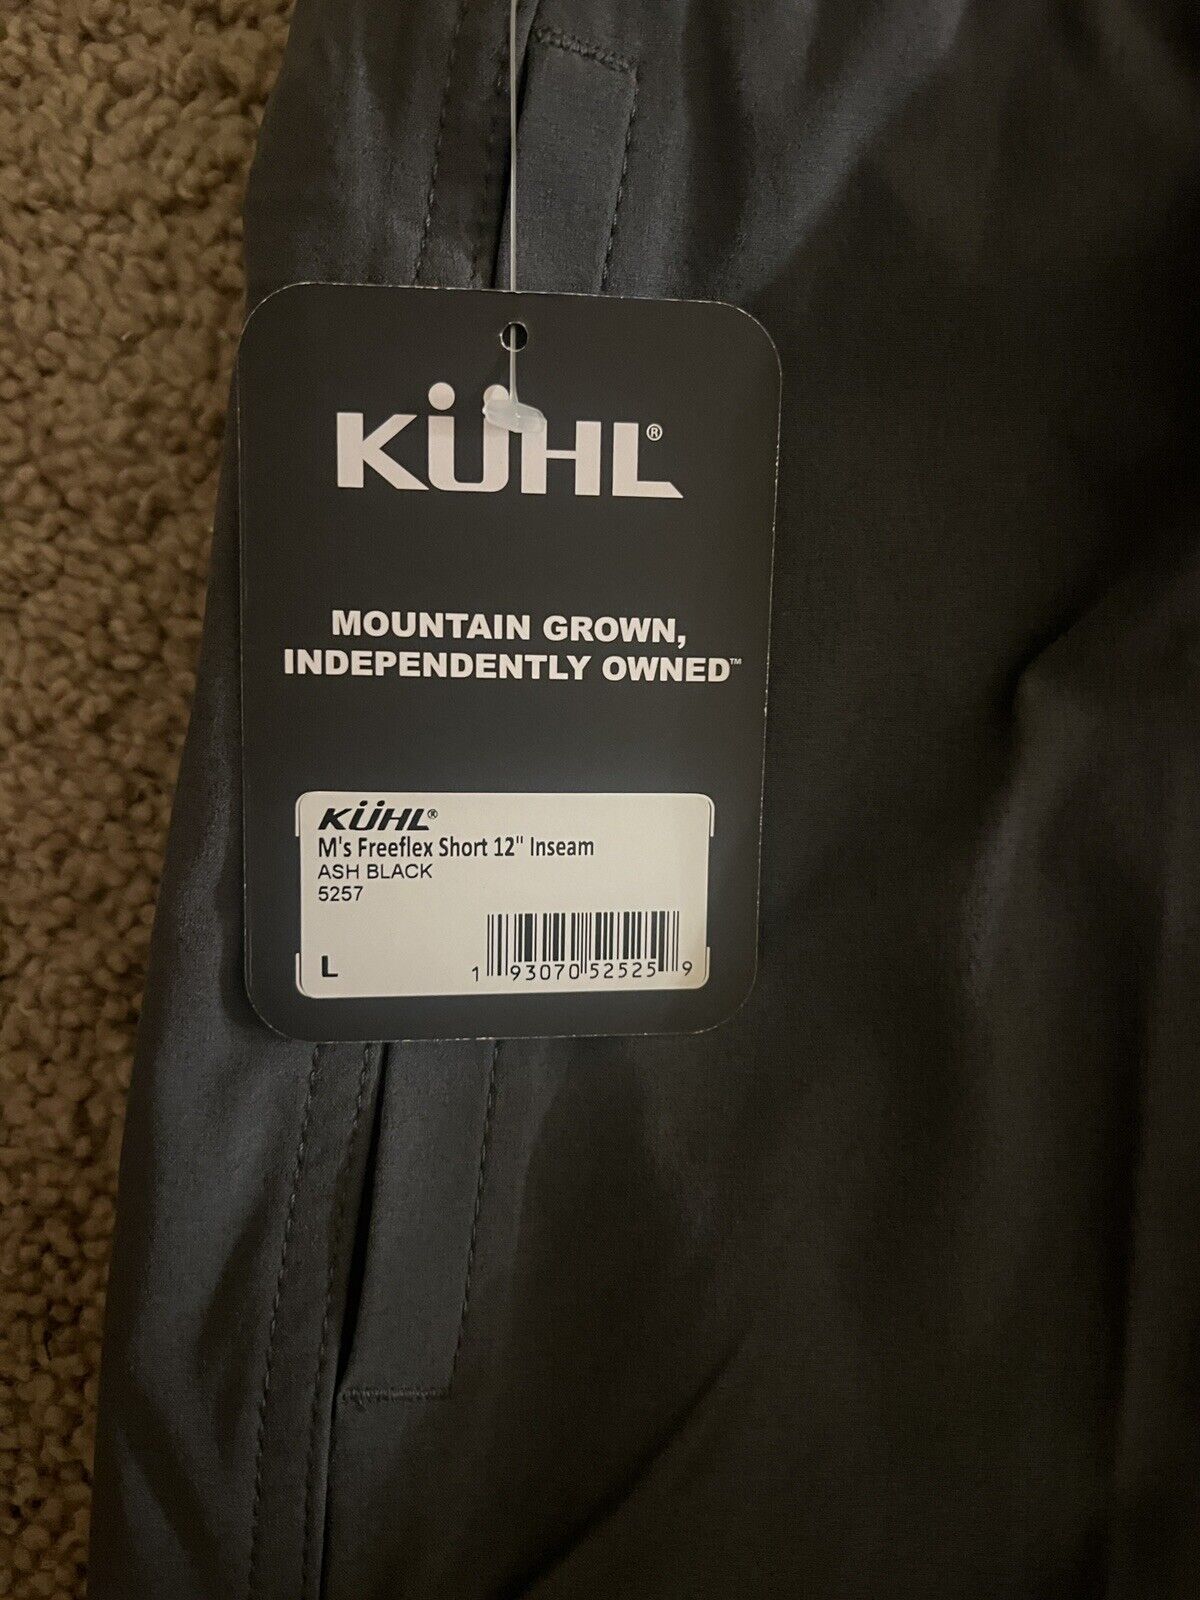 KÜHL®
MOUNTAIN GROWN,
INDEPENDENTLY OWNED™
KÜHL®
M's Freeflex Short 12" Inseam
ASH BLACK
5257
L
1 93070 52525 9